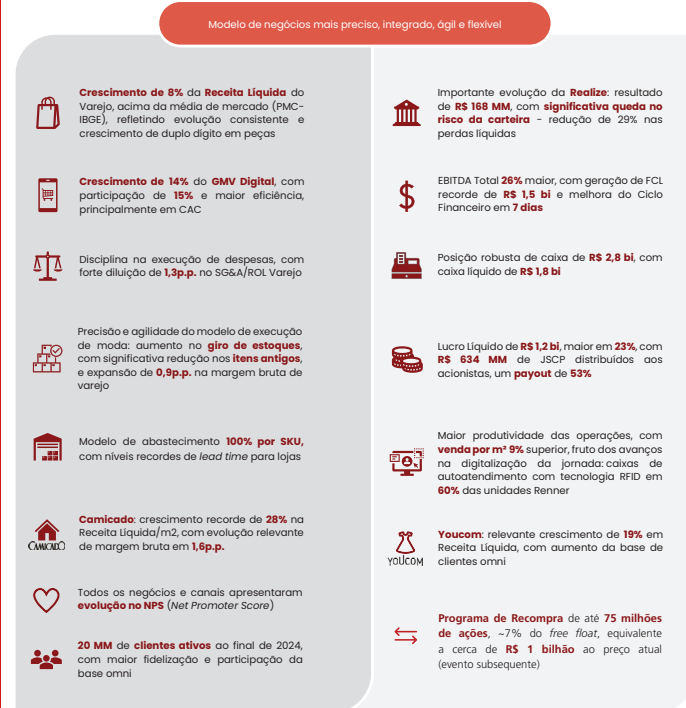 Modelo de negócios mais preciso, integrado, ágil e flexível
Crescimento de 8% da Receita Líquida do
Varejo, acima da média de mercado (PMC-
IBGE), refletindo evolução consistente e
crescimento de duplo dígito em peças
Crescimento de 14% do GMV Digital, com
participação de 15% e maior eficiência,
principalmente em CAC
Disciplina na execução de despesas, com
forte diluição de 1,3p.p. no SG&A/ROL Varejo
Precisão e agilidade do modelo de execução
de moda: aumento no giro de estoques,
com significativa redução nos itens antigos,
e expansão de 0,9p.p. na margem bruta de
varejo
Modelo de abastecimento 100% por SKU,
com níveis recordes de lead time para lojas
CAMICADO
Camicado: crescimento recorde de 28% na
Receita Líquida/m2, com evolução relevante
de margem bruta em 1,6p.p.
Todos os negócios e canais apresentaram
evolução no NPS (Net Promoter Score)
20 MM de clientes ativos ao final de 2024,
com maior fidelização e participação da
base omni
Importante evolução da Realize: resultado
de R$ 168 MM, com significativa queda no
risco da carteira - redução de 29% nas
perdas líquidas
EBITDA Total 26% maior, com geração de FCL
recorde de R$ 1,5 bi e melhora do Ciclo
Financeiro em 7 dias
Posição robusta de caixa de R$ 2,8 bi, com
caixa líquido de R$ 1,8 bi
Lucro Líquido de R$ 1,2 bi, maior em 23%, com
R$ 634 MM de JSCP distribuídos aos
acionistas, um payout de 53%
Maior produtividade das operações, com
venda por m² 9% superior, fruto dos avanços
na digitalização da jornada: caixas de
autoatendimento com tecnologia RFID em
60% das unidades Renner
YOUCOM
Youcom: relevante crescimento de 19% em
Receita Líquida, com aumento da base de
clientes omni
Programa de Recompra de até 75 milhões
de ações, ~7% do free float, equivalente
a cerca de R$ 1 bilhão ao preço atual
(evento subsequente)